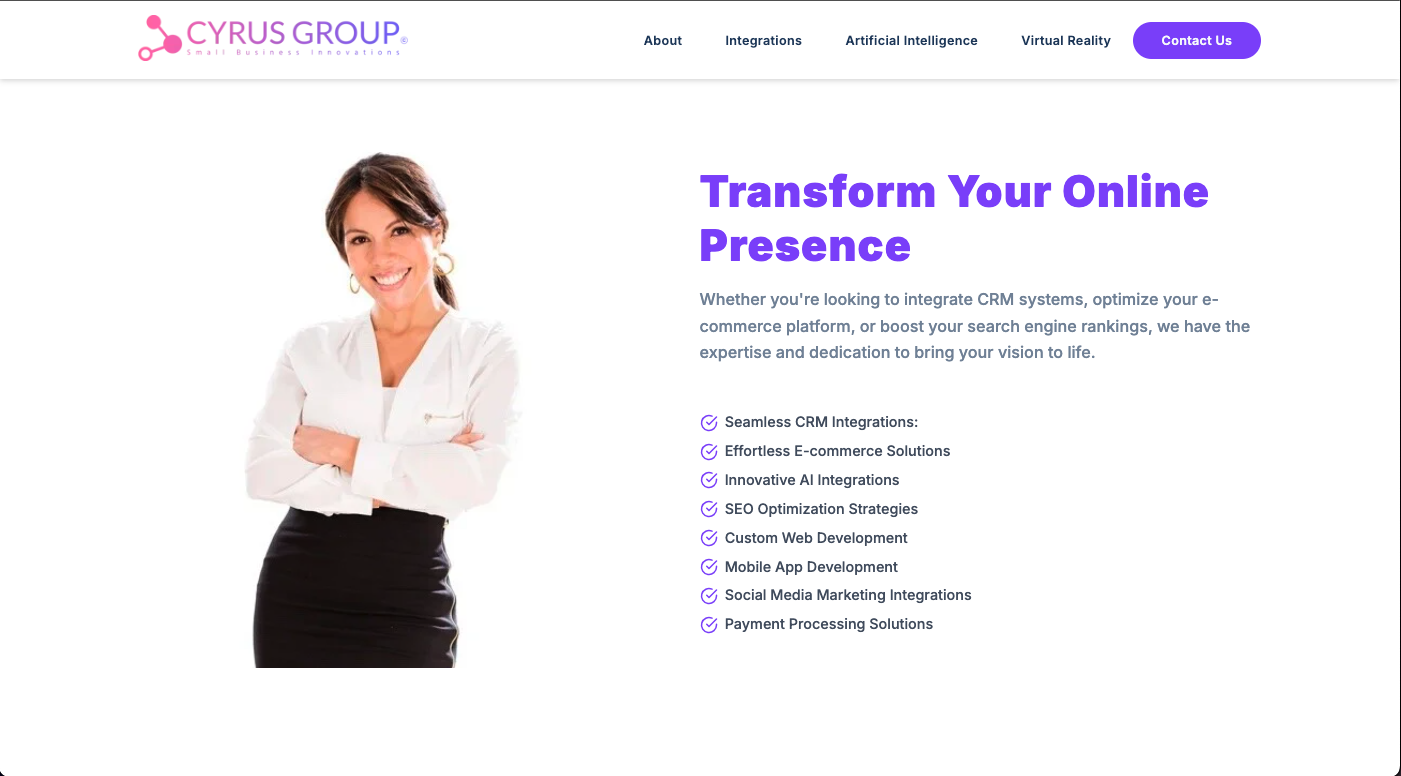 CYRUS GROUP©
Small Business Innovations
About
Integrations
Artificial Intelligence
Virtual Reality
Contact Us
Transform Your Online
Presence
Whether you're looking to integrate CRM systems, optimize your e-
commerce platform, or boost your search engine rankings, we have the
expertise and dedication to bring your vision to life.
Seamless CRM Integrations:
Effortless E-commerce Solutions
Innovative AI Integrations
SEO Optimization Strategies
Custom Web Development
Mobile App Development
Social Media Marketing Integrations
Payment Processing Solutions